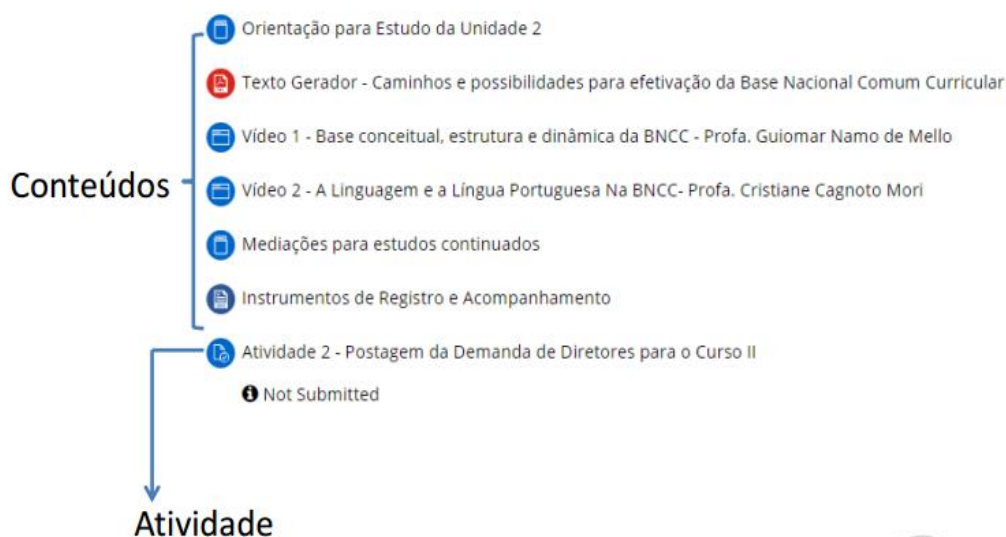 Orientação para Estudo da Unidade 2
Texto Gerador - Caminhos e possibilidades para efetivação da Base Nacional Comum Curricular
Vídeo 1 - Base conceitual, estrutura e dinâmica da BNCC - Profa. Guiomar Namo de Mello
Conteúdos
Vídeo 2 - A Linguagem e a Língua Portuguesa Na BNCC- Profa. Cristiane Cagnoto Mori
Mediações para estudos continuados
Instrumentos de Registro e Acompanhamento
Atividade 2 - Postagem da Demanda de Diretores para o Curso II
Not Submitted
Atividade